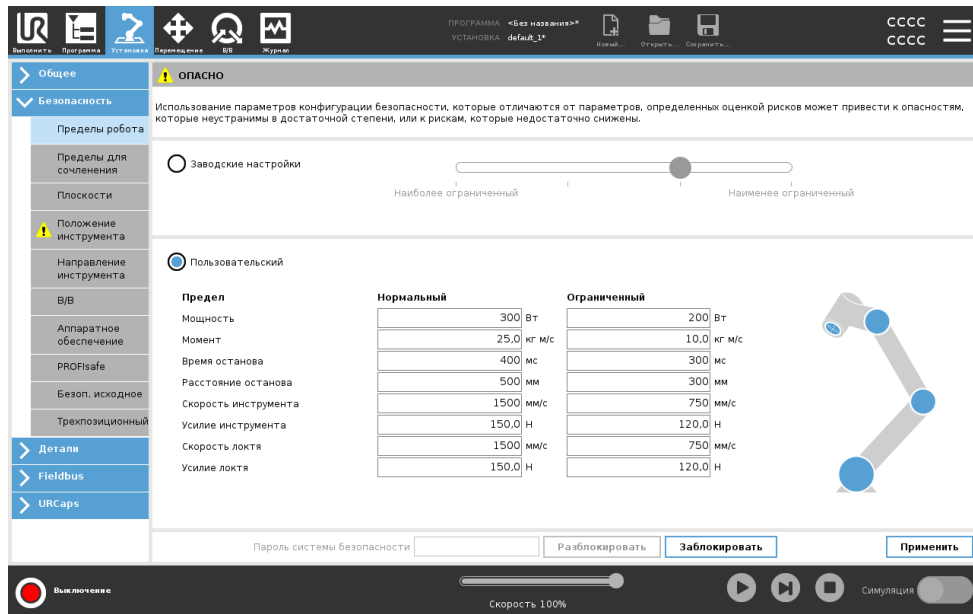 ПРОГРАММА <Без названия>*
УСТАНОВКА default_1*
Новый... Открыть... Сохранить...
CCCC
CCCC
UR
Выполнить Программа Установка Перемещение В/В Журнал
Общее
Безопасность
Пределы робота
Пределы для
сочленения
Плоскости
Положение
инструмента
Направление
инструмента
В/В
Аппаратное
обеспечение
PROFIsafe
Безоп. исходное
Трехпозиционный
Детали
Fieldbus
URCaps
ОПАСНО
Использование параметров конфигурации безопасности, которые отличаются от параметров, определенных оценкой рисков может привести к опасностям,
которые неустранимы в достаточной степени, или к рискам, которые недостаточно снижены.
Заводские настройки
Наиболее ограниченный Наименее ограниченный
Пользовательский
Предел Нормальный Ограниченный
Мощность 300 Вт 200 Вт
Момент 25,0 кг м/с 10,0 кг м/с
Время останова 400 мс 300 мс
Расстояние останова 500 мм 300 мм
Скорость инструмента 1500 мм/с 750 мм/с
Усилие инструмента 150,0 Н 120,0 Н
Скорость локтя 1500 мм/с 750 мм/с
Усилие локтя 150,0 Н 120,0 Н
Пароль системы безопасности Разблокировать Заблокировать Применить
Выключение
Скорость 100%
Симуляция